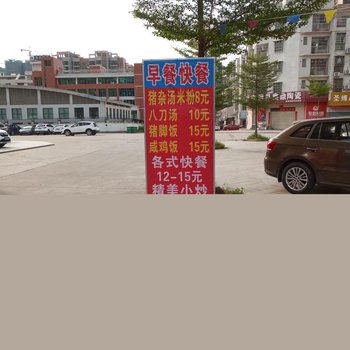 早餐快餐
猪杂汤米粉8元
八刀汤 10元
猪脚饭 15元
咸鸡饭 15元
各式快餐
12-15元
精美小炒